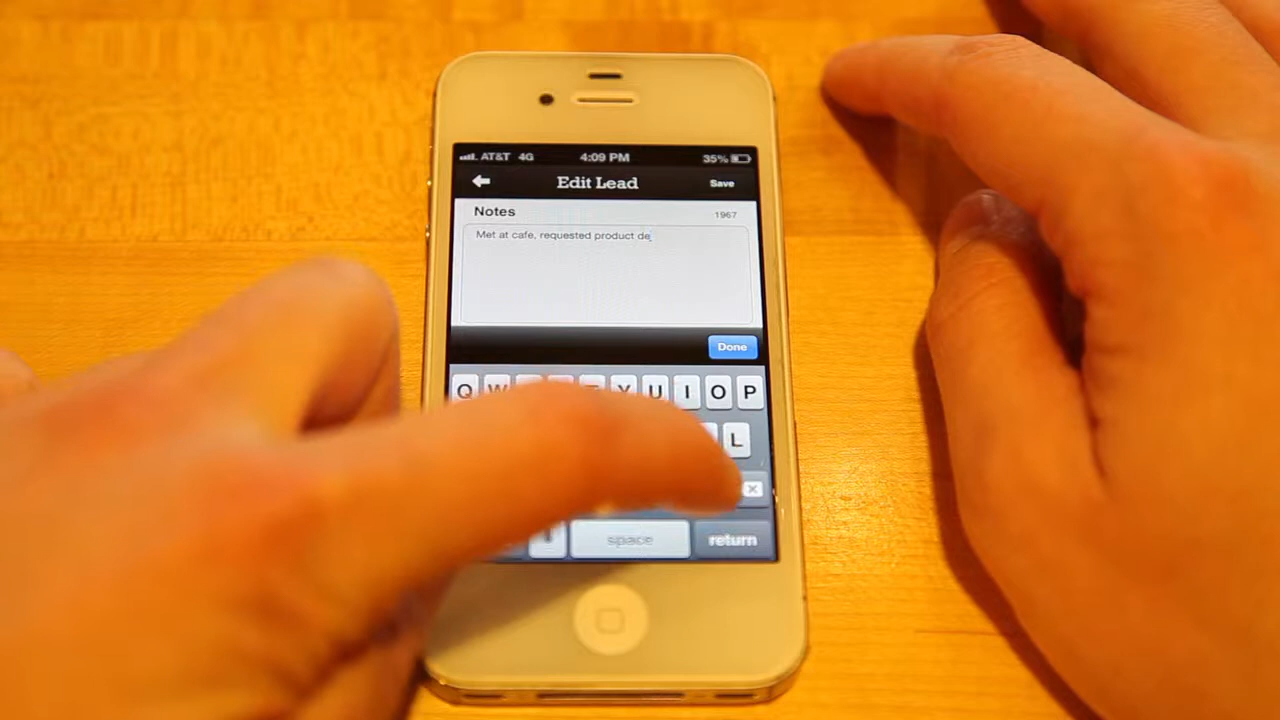 AT&T 4G 4:09 PM 35%
Edit Lead Save
Notes 1967
Met at cafe, requested product de
Done
Q W Y U I O P
L
space return